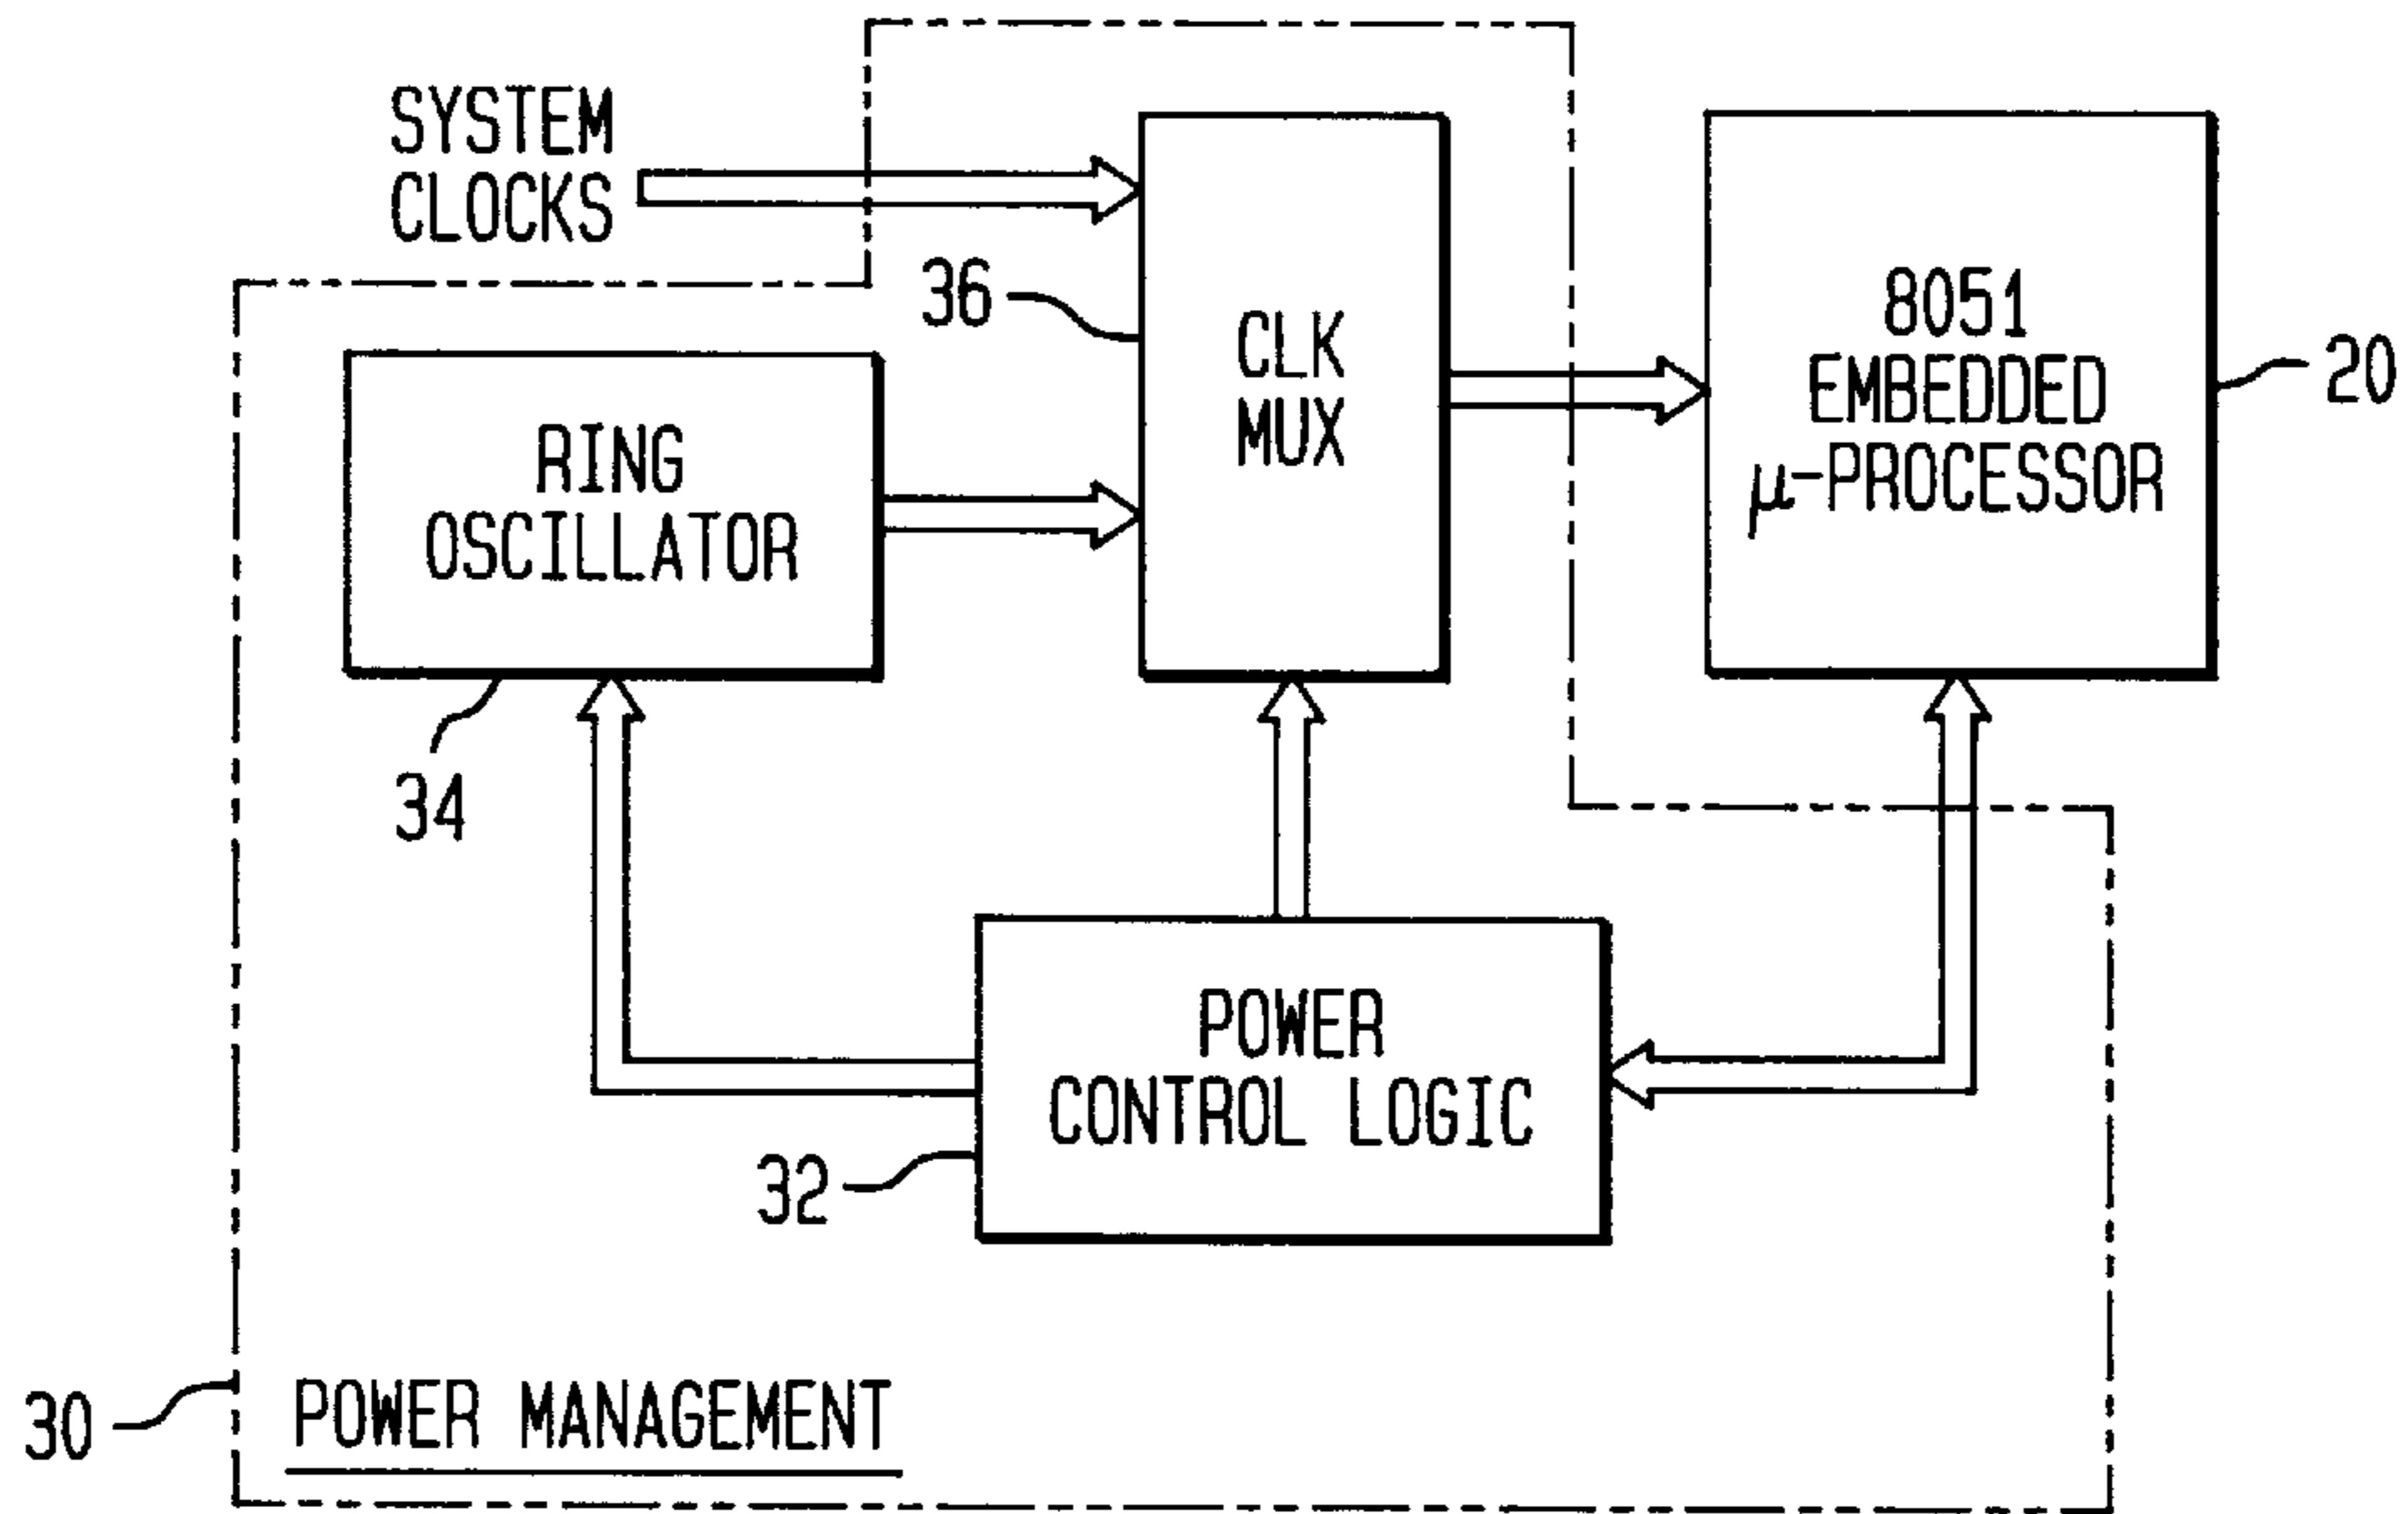 SYSTEM
CLOCKS
36
CLK
MUX
8051
EMBEDDED
μ-PROCESSOR
20
RING
OSCILLATOR
34
POWER
CONTROL LOGIC
32
30
POWER MANAGEMENT